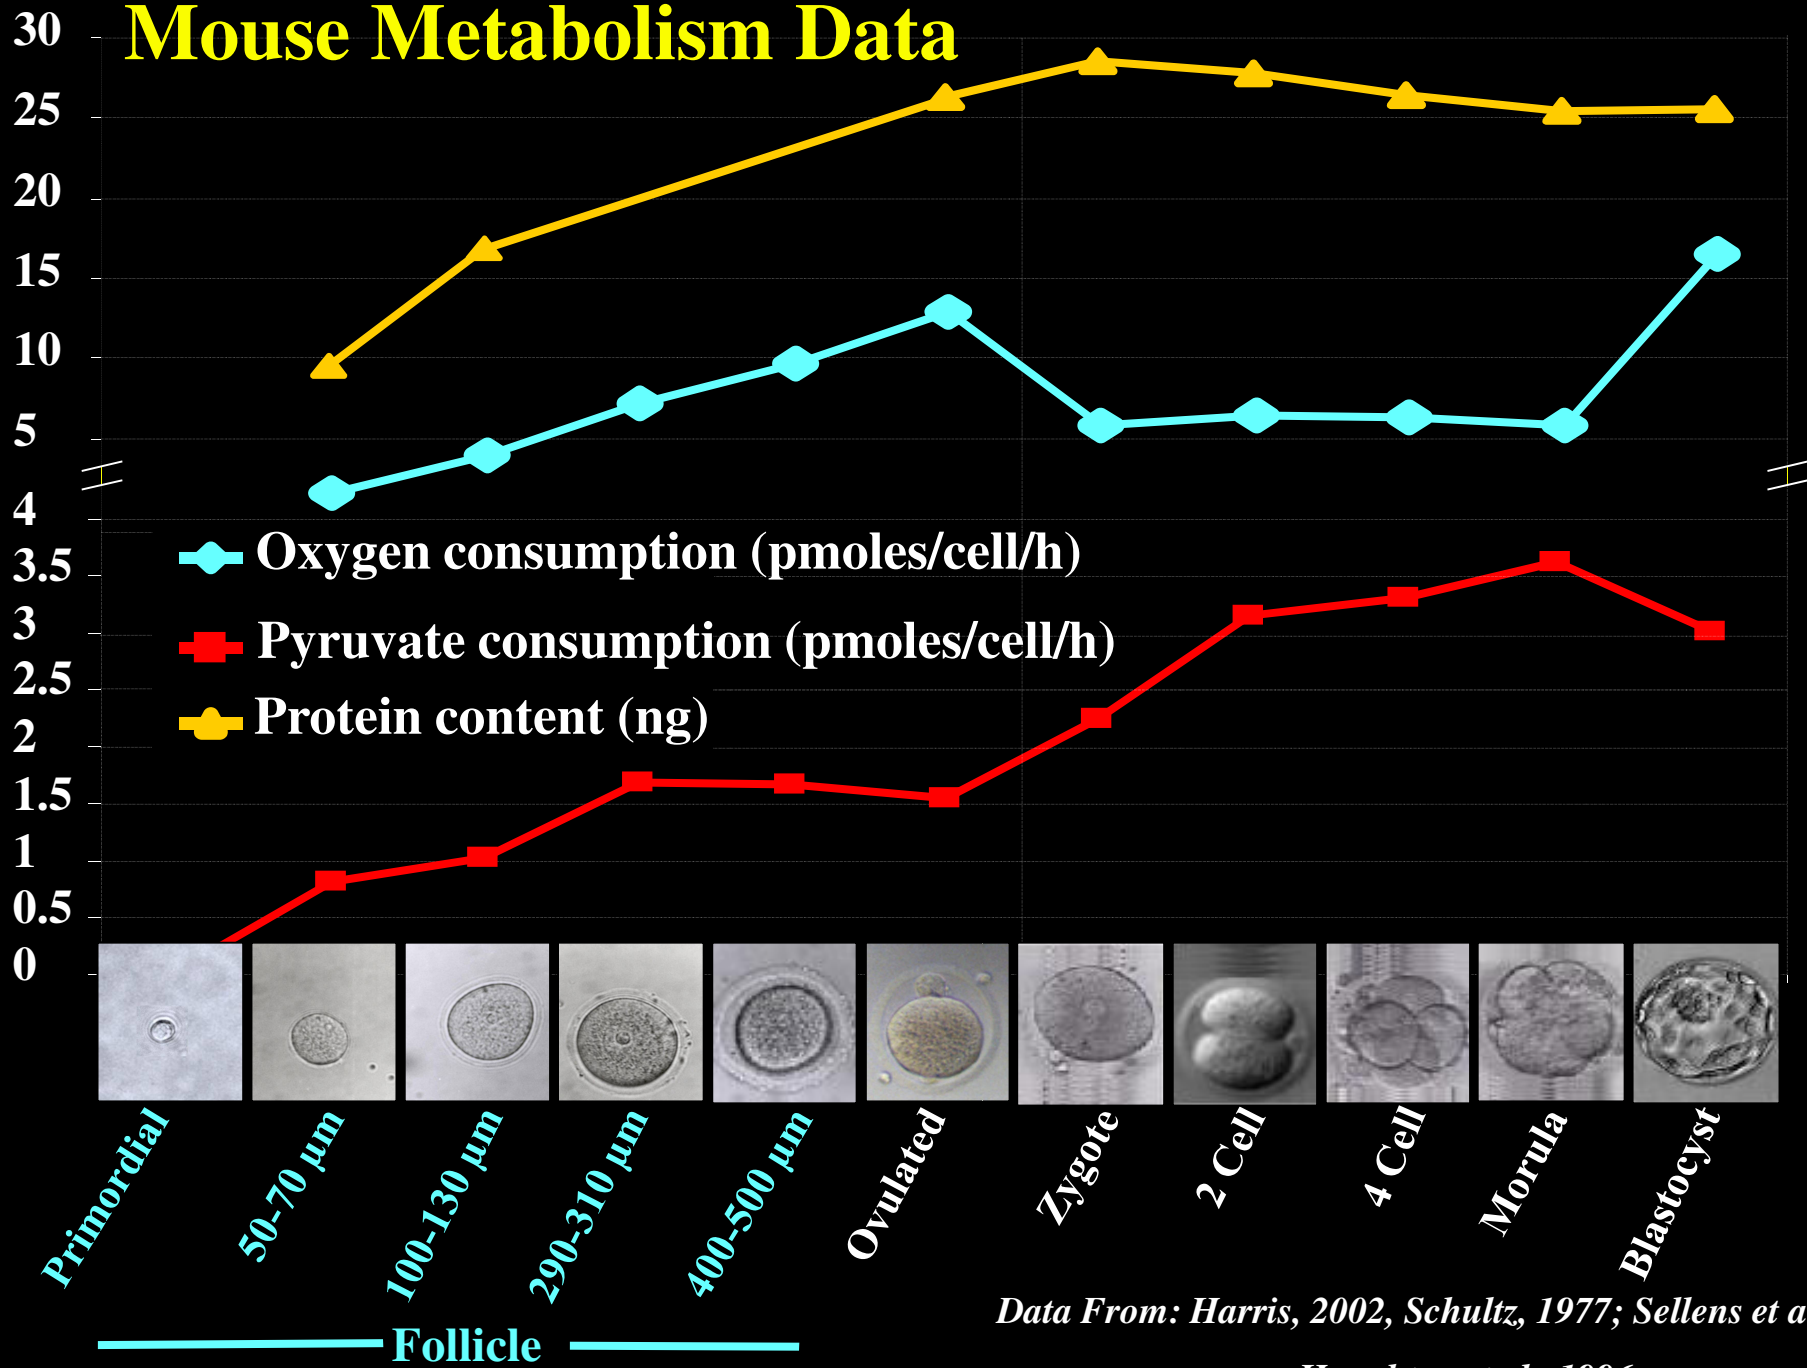 Mouse Metabolism Data
30
25
20
15
10
5
4
3.5
3
2.5
2
1.5
1
0.5
0
Oxygen consumption (pmoles/cell/h)
Pyruvate consumption (pmoles/cell/h)
Protein content (ng)
Primordial
50-70 µm
100-130 µm
290-310 µm
400-500 µm
Ovulated
Zygote
2 Cell
4 Cell
Morula
Blastocyst
Follicle
Data From: Harris, 2002, Schultz, 1977; Sellens et a